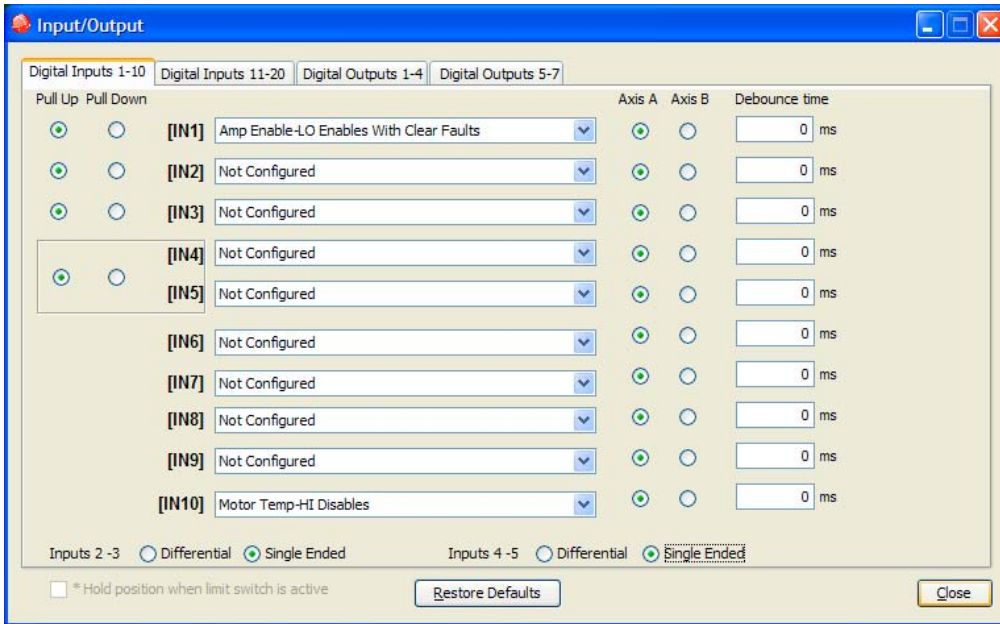 Input/Output
Digital Inputs 1-10 Digital Inputs 11-20 Digital Outputs 1-4 Digital Outputs 5-7
Pull Up Pull Down Axis A Axis B Debounce time
[IN1] Amp Enable-LO Enables With Clear Faults 0 ms
[IN2] Not Configured 0 ms
[IN3] Not Configured 0 ms
[IN4] Not Configured 0 ms
[IN5] Not Configured 0 ms
[IN6] Not Configured 0 ms
[IN7] Not Configured 0 ms
[IN8] Not Configured 0 ms
[IN9] Not Configured 0 ms
[IN10] Motor Temp-HI Disables 0 ms
Inputs 2 -3 Differential Single Ended Inputs 4 -5 Differential Single Ended
* Hold position when limit switch is active Restore Defaults Close